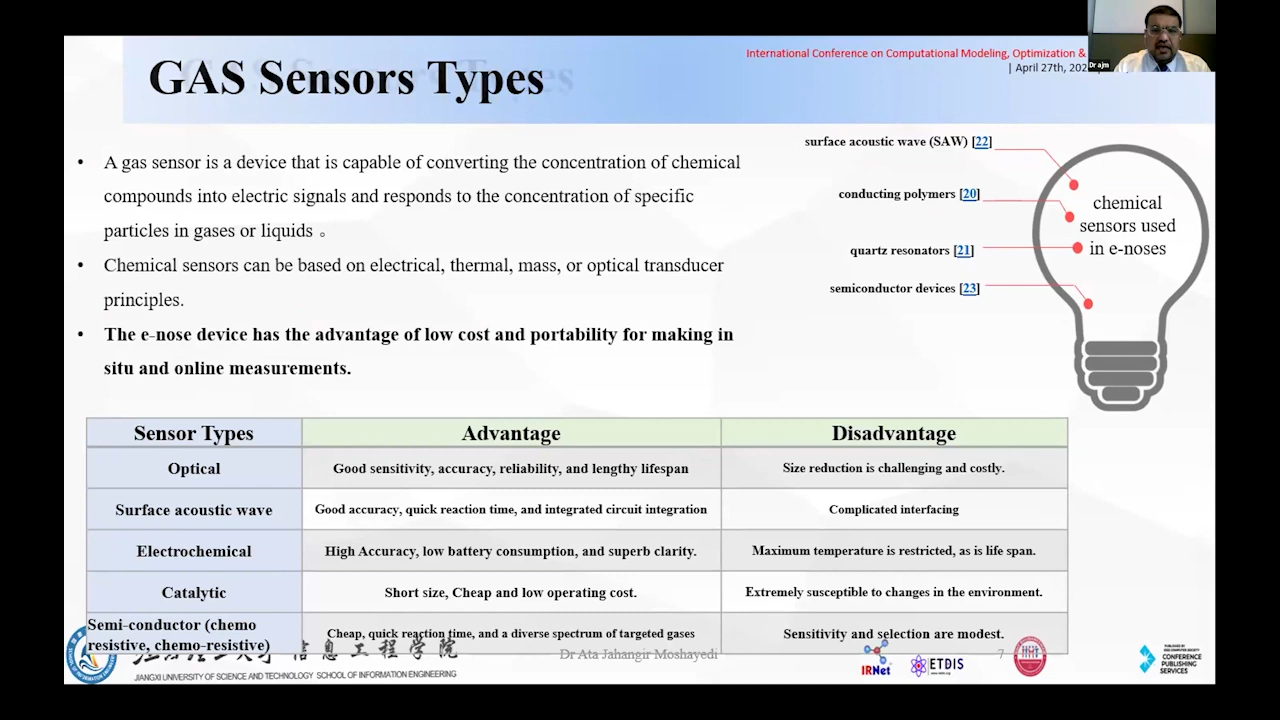 GAS Sensors Types
International Conference on Computational Modeling, Optimization &
| April 27th, 202
Dr ajm
• A gas sensor is a device that is capable of converting the concentration of chemical
compounds into electric signals and responds to the concentration of specific
particles in gases or liquids 。
• Chemical sensors can be based on electrical, thermal, mass, or optical transducer
principles.
• The e-nose device has the advantage of low cost and portability for making in
situ and online measurements.
surface acoustic wave (SAW) [22]
conducting polymers [20]
quartz resonators [21]
semiconductor devices [23]
chemical
sensors used
in e-noses
Sensor Types Advantage Disadvantage
Optical Good sensitivity, accuracy, reliability, and lengthy lifespan Size reduction is challenging and costly.
Surface acoustic wave Good accuracy, quick reaction time, and integrated circuit integration Complicated interfacing
Electrochemical High Accuracy, low battery consumption, and superb clarity. Maximum temperature is restricted, as is life span.
Catalytic Short size, Cheap and low operating cost. Extremely susceptible to changes in the environment.
Semi-conductor (chemo
resistive, chemo-resistive) Cheap, quick reaction time, and a diverse spectrum of targeted gases Sensitivity and selection are modest.
信息工程学院
JIANGXI UNIVERSITY OF SCIENCE AND TECHNOLOGY SCHOOL OF INFORMATION ENGINEERING
Dr Ata Jahangir Moshayedi
7
IRNet
ETDIS
CONFERENCE
PUBLISHING
SERVICES